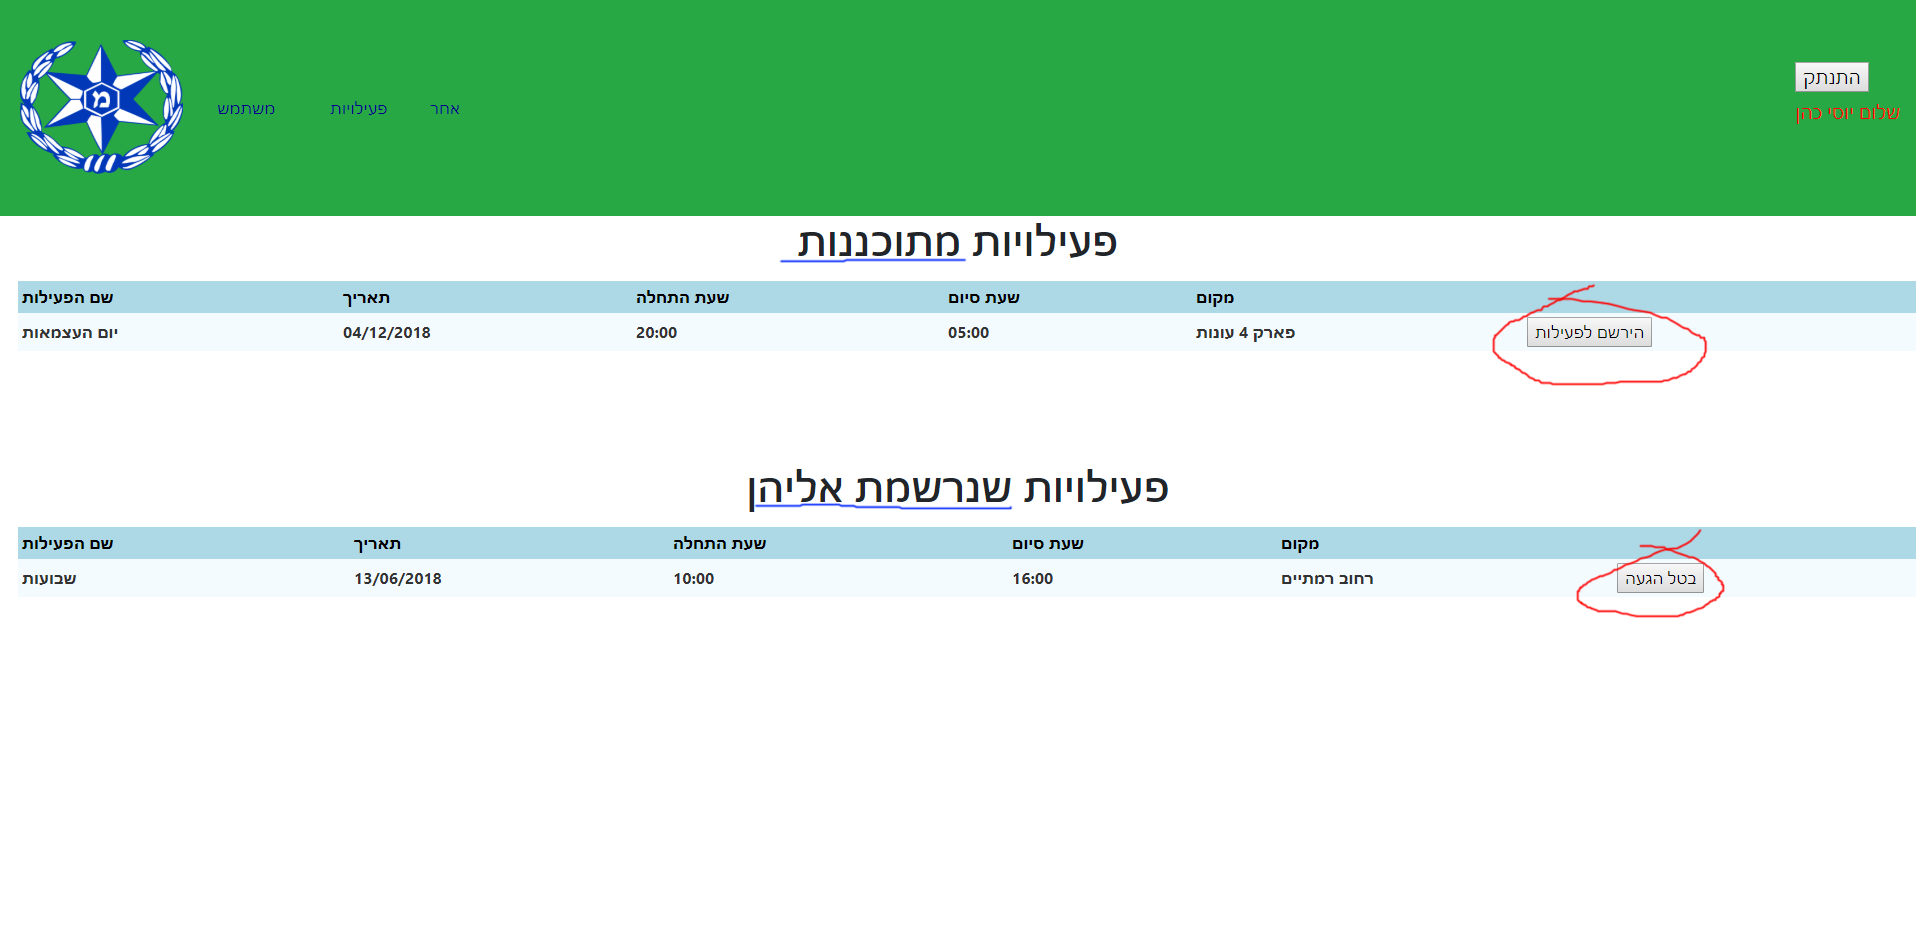 התנתק
שלום יוסי כהן
משתמש פעילויות אחר
מ
פעילויות מתוכננות
שם הפעילות תאריך שעת התחלה שעת סיום מקום
יום העצמאות 04/12/2018 20:00 05:00 פארק 4 עונות הירשם לפעילות
פעילויות שנרשמת אליהן
שם הפעילות תאריך שעת התחלה שעת סיום מקום
שבועות 13/06/2018 10:00 16:00 רחוב רמתיים בטל הגעה